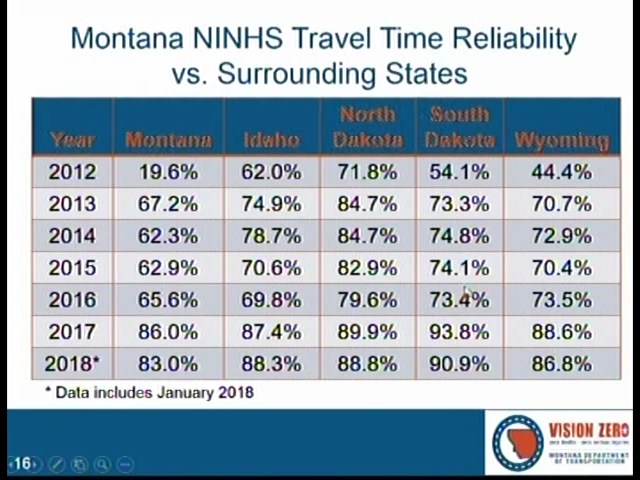 Montana NINHS Travel Time Reliability
vs. Surrounding States
Year Montana Idaho North Dakota South Dakota Wyoming
2012 19.6% 62.0% 71.8% 54.1% 44.4%
2013 67.2% 74.9% 84.7% 73.3% 70.7%
2014 62.3% 78.7% 84.7% 74.8% 72.9%
2015 62.9% 70.6% 82.9% 74.1% 70.4%
2016 65.6% 69.8% 79.6% 73.4% 73.5%
2017 86.0% 87.4% 89.9% 93.8% 88.6%
2018* 83.0% 88.3% 88.8% 90.9% 86.8%
* Data includes January 2018
16
VISION ZERO
zero deaths · zero serious injuries
MONTANA DEPARTMENT
OF TRANSPORTATION